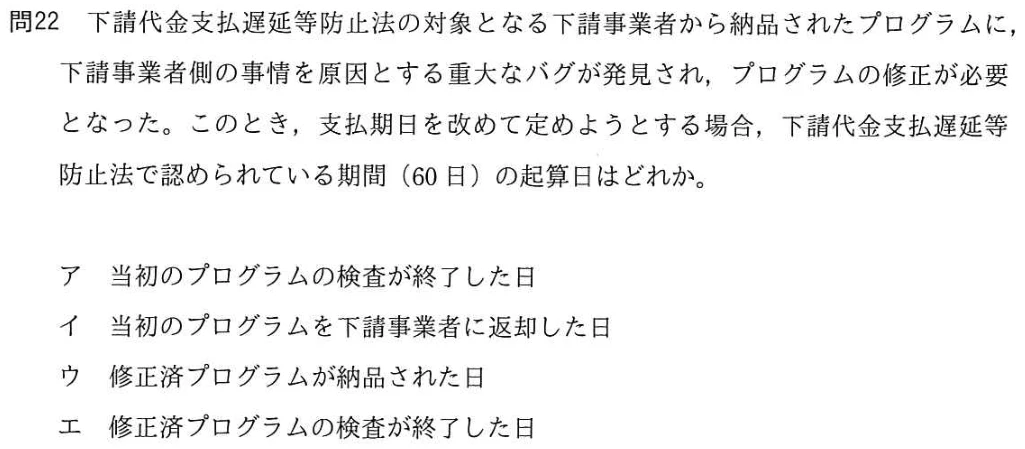 問22　下請代金支払遅延等防止法の対象となる下請事業者から納品されたプログラムに，
下請事業者側の事情を原因とする重大なバグが発見され，プログラムの修正が必要
となった。このとき，支払期日を改めて定めようとする場合，下請代金支払遅延等
防止法で認められている期間（60 日）の起算日はどれか。
ア　当初のプログラムの検査が終了した日
イ　当初のプログラムを下請事業者に返却した日
ウ　修正済プログラムが納品された日
エ　修正済プログラムの検査が終了した日